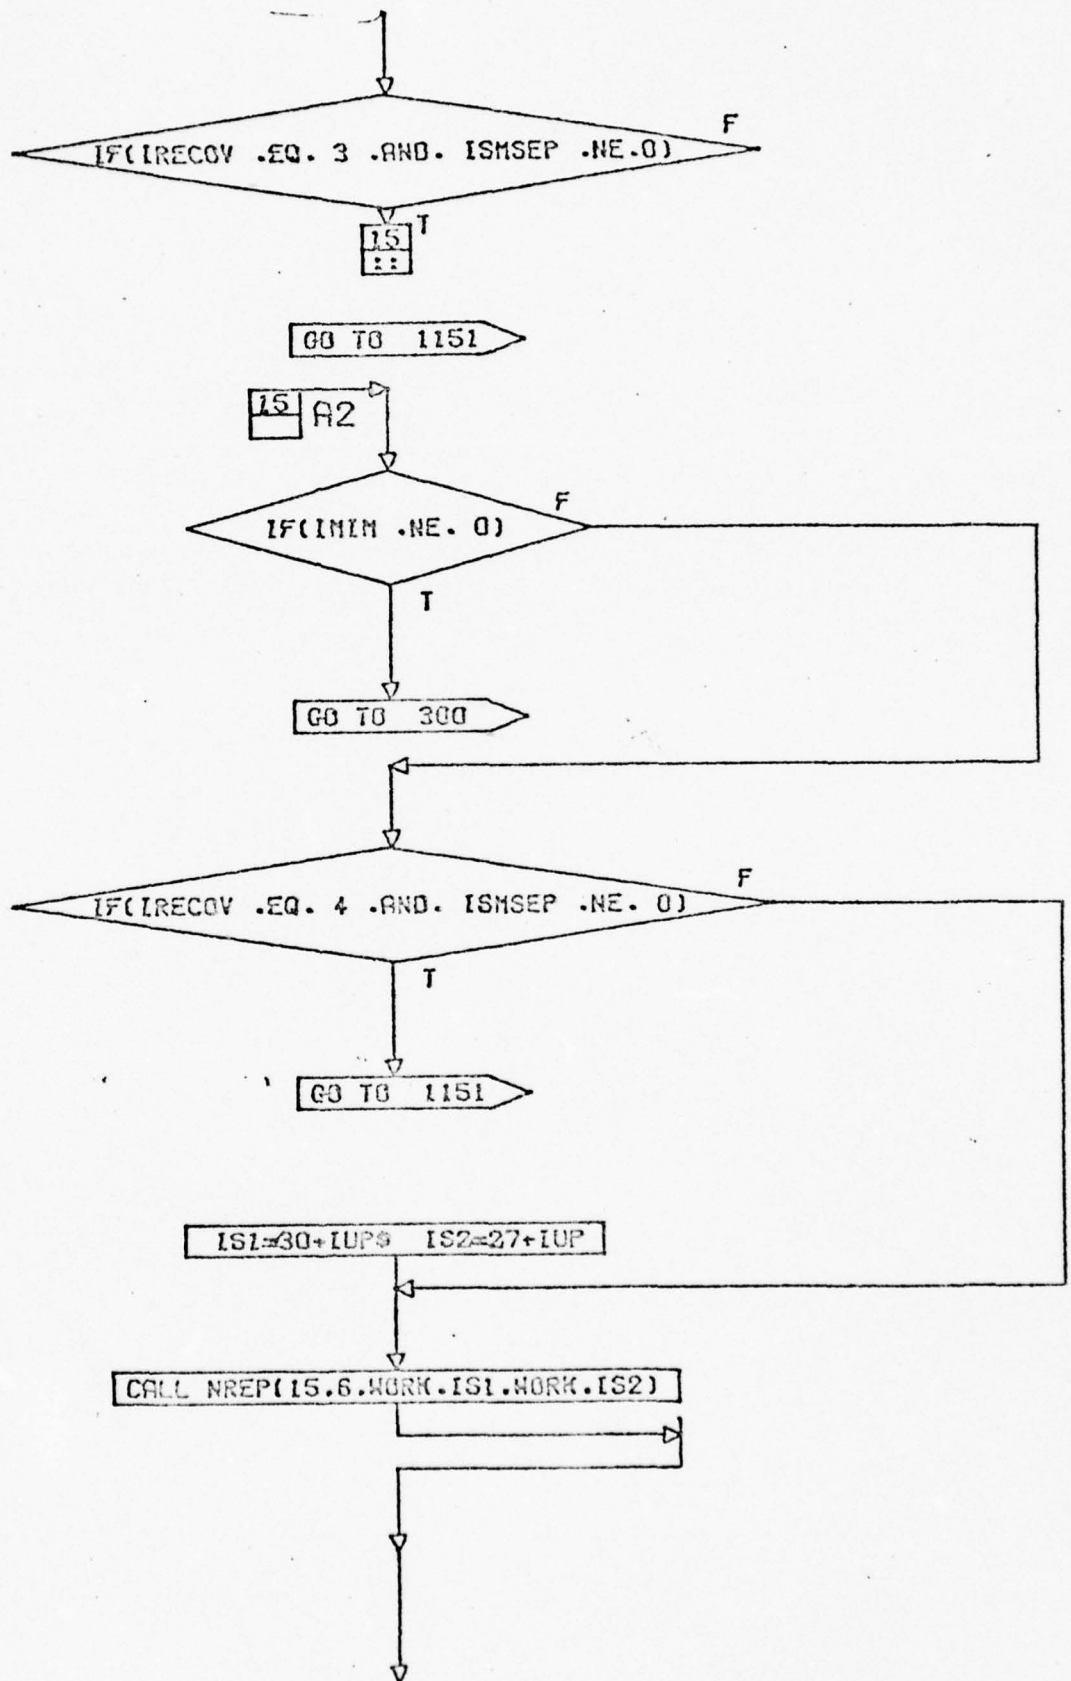 F
IF(IRECOV .EQ. 3 .AND. ISMSEP .NE.0)
T
15
::
GO TO 1151
15 A2
F
IF(IMIM .NE. 0)
T
GO TO 300
F
IF(IRECOV .EQ. 4 .AND. ISMSEP .NE. 0)
T
GO TO 1151
IS1=30+IUP$ IS2=27+IUP
CALL NREP(15.6.WORK.IS1.WORK.IS2)